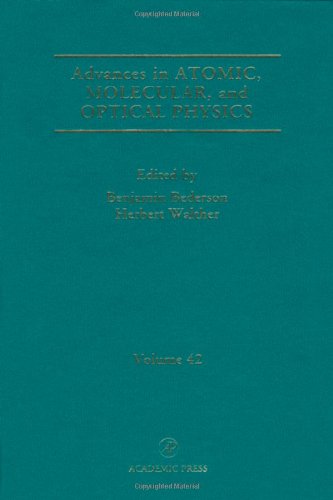 Advances in ATOMIC,
MOLECULAR, and
OPTICAL PHYSICS
Edited by
Benjamin Bederson
Herbert Walther
Volume 42
ACADEMIC PRESS